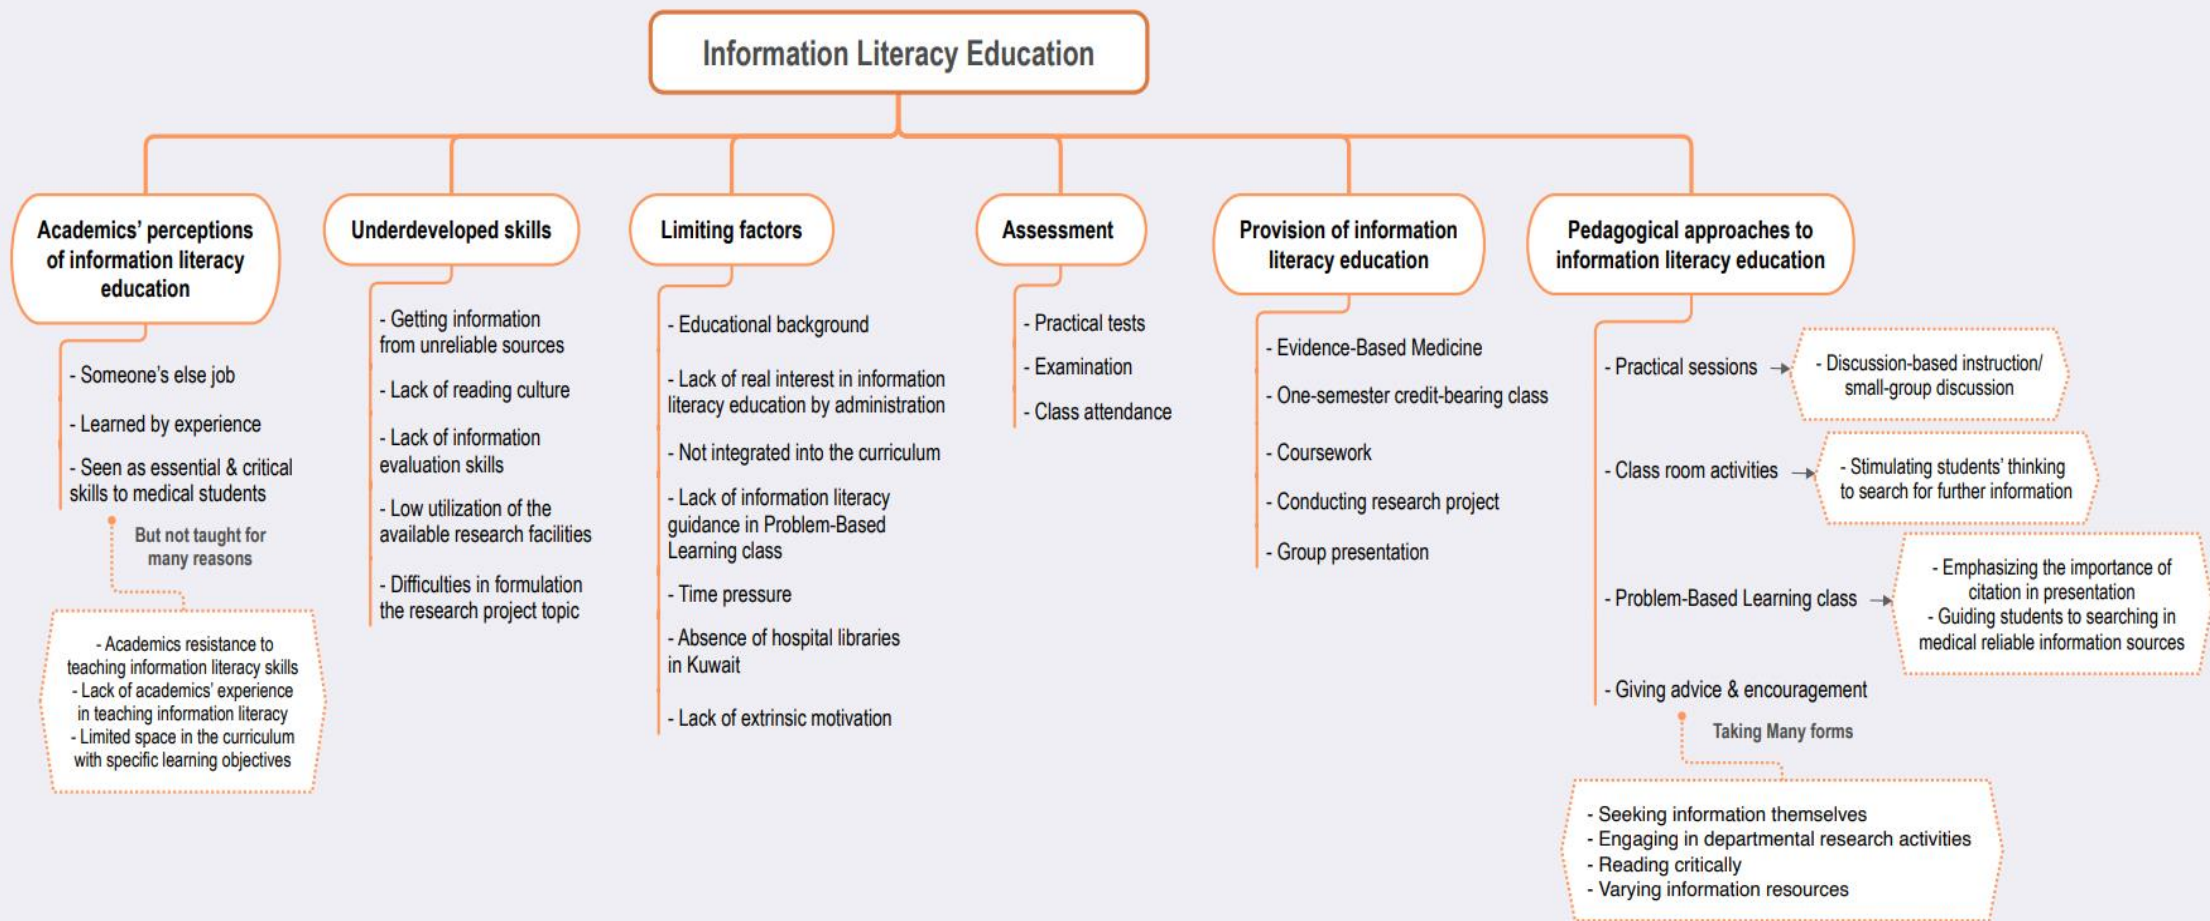 Information Literacy Education
Academics' perceptions
of information literacy
education
- Someone's else job
- Learned by experience
- Seen as essential & critical
skills to medical students
But not taught for
many reasons
- Academics resistance to
teaching information literacy skills
- Lack of academics' experience
in teaching information literacy
- Limited space in the curriculum
with specific learning objectives
Underdeveloped skills
- Getting information
from unreliable sources
- Lack of reading culture
- Lack of information
evaluation skills
- Low utilization of the
available research facilities
- Difficulties in formulation
the research project topic
Limiting factors
- Educational background
- Lack of real interest in information
literacy education by administration
- Not integrated into the curriculum
- Lack of information literacy
guidance in Problem-Based
Learning class
- Time pressure
- Absence of hospital libraries
in Kuwait
- Lack of extrinsic motivation
Assessment
- Practical tests
- Examination
- Class attendance
Provision of information
literacy education
- Evidence-Based Medicine
- One-semester credit-bearing class
- Coursework
- Conducting research project
- Group presentation
Pedagogical approaches to
information literacy education
- Practical sessions
- Discussion-based instruction/
small-group discussion
- Class room activities
- Stimulating students' thinking
to search for further information
- Problem-Based Learning class
- Emphasizing the importance of
citation in presentation
- Guiding students to searching in
medical reliable information sources
- Giving advice & encouragement
Taking Many forms
- Seeking information themselves
- Engaging in departmental research activities
- Reading critically
- Varying information resources